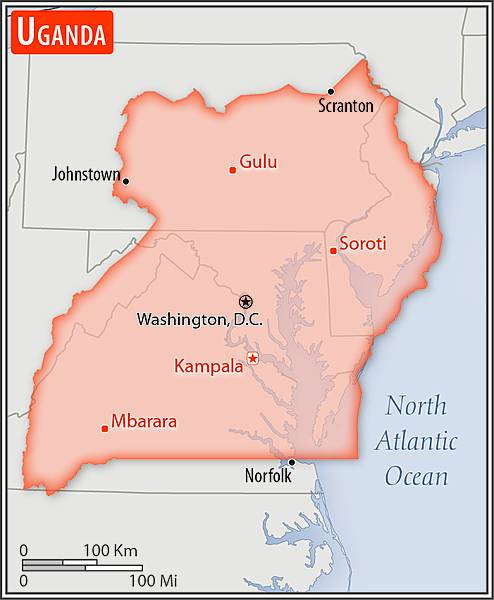 UGANDA
Scranton
Johnstown
Gulu
Soroti
Washington, D.C.
Kampala
Mbarara
North
Atlantic
Ocean
Norfolk
0 100 Km
0 100 Mi